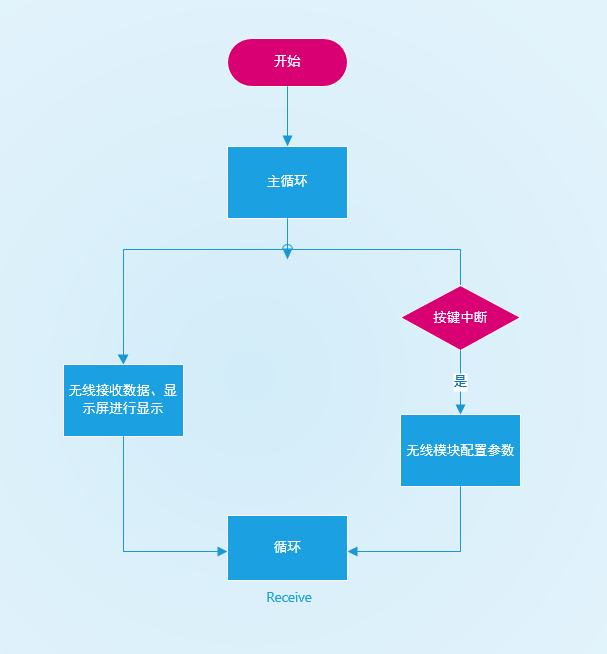 开始
主循环
按键中断
是
无线接收数据、显
示屏进行显示
无线模块配置参数
循环
Receive